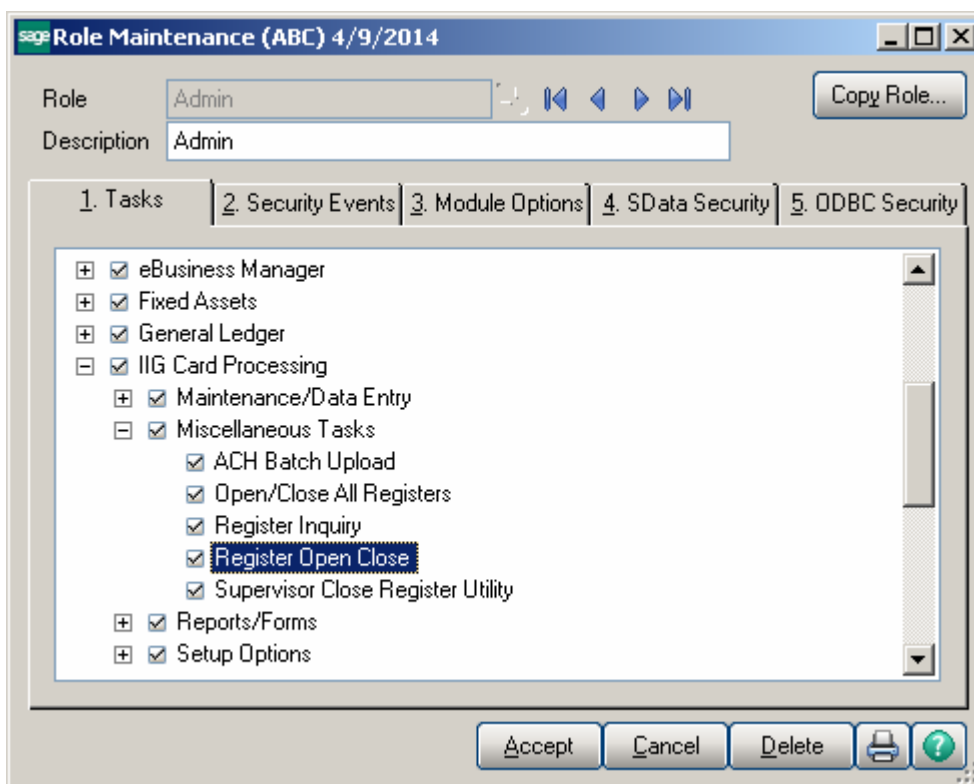 sage Role Maintenance (ABC) 4/9/2014
Role Admin Copy Role...
Description Admin
1. Tasks 2. Security Events 3. Module Options 4. SData Security 5. ODBC Security
eBusiness Manager
Fixed Assets
General Ledger
IIG Card Processing
Maintenance/Data Entry
Miscellaneous Tasks
ACH Batch Upload
Open/Close All Registers
Register Inquiry
Register Open Close
Supervisor Close Register Utility
Reports/Forms
Setup Options
Accept Cancel Delete ?